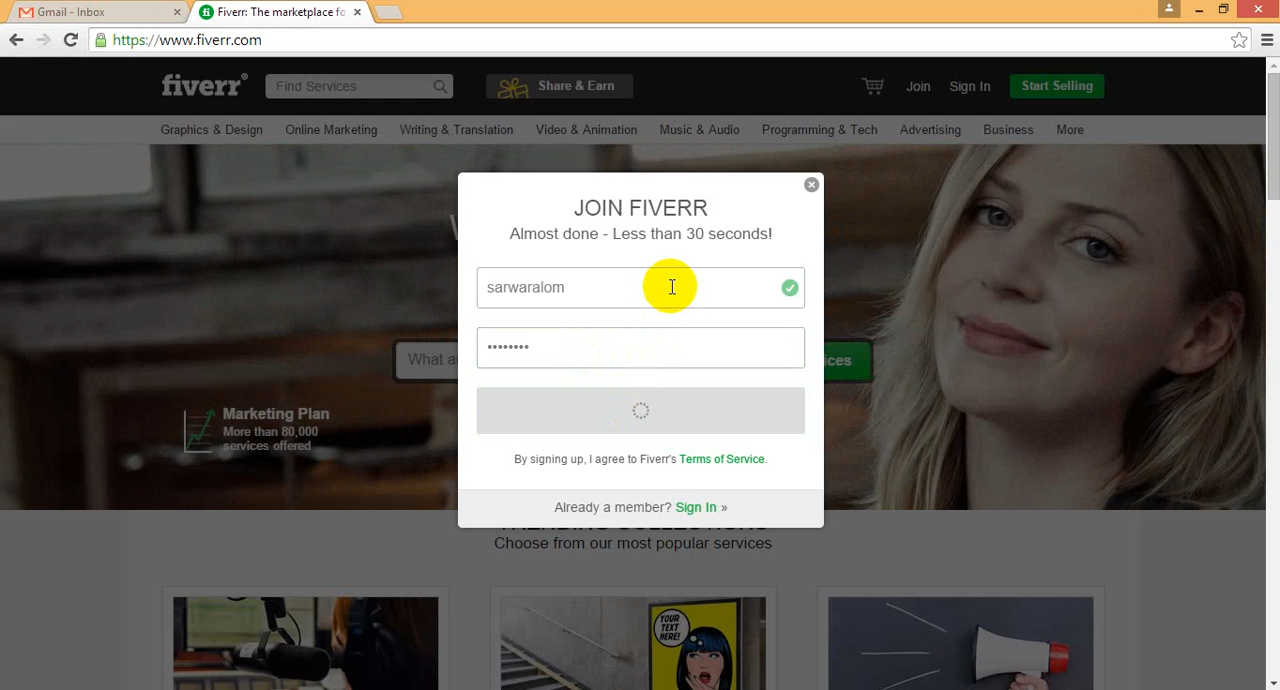 Gmail - Inbox
Fiverr: The marketplace fo
https://www.fiverr.com
fiverr®
Find Services
Share & Earn
Join
Sign In
Start Selling
Graphics & Design
Online Marketing
Writing & Translation
Video & Animation
Music & Audio
Programming & Tech
Advertising
Business
More
JOIN FIVERR
Almost done - Less than 30 seconds!
sarwaralom
••••••••
What a
ces
Marketing Plan
More than 80,000
services offered
By signing up, I agree to Fiverr's Terms of Service.
Already a member? Sign In »
Choose from our most popular services
YOUR
TEXT
HERE!